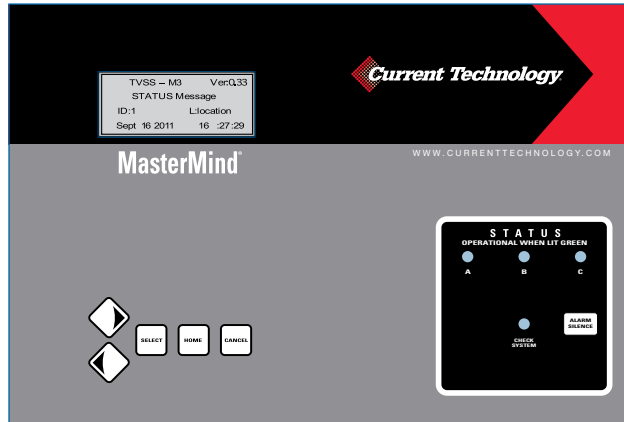 TVSS – M3 Ver:0.33
STATUS Message
ID:1 L:location
Sept 16 2011 16 :27:29
Current Technology®
MasterMind®
WWW.CURRENTTECHNOLOGY.COM
STATUS
OPERATIONAL WHEN LIT GREEN
A B C
CHECK
SYSTEM
ALARM
SILENCE
SELECT HOME CANCEL